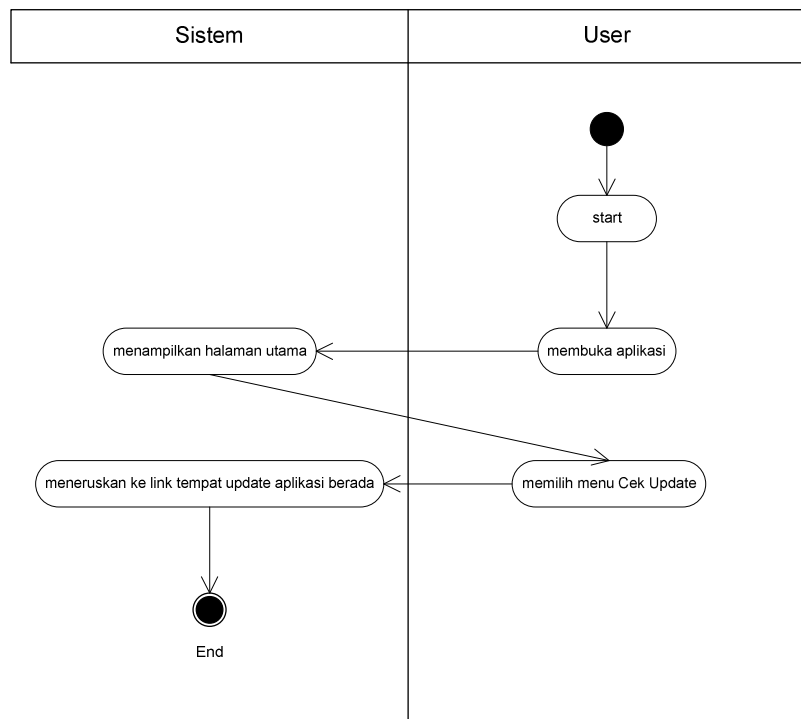 Sistem
User
start
menampilkan halaman utama
membuka aplikasi
meneruskan ke link tempat update aplikasi berada
memilih menu Cek Update
End